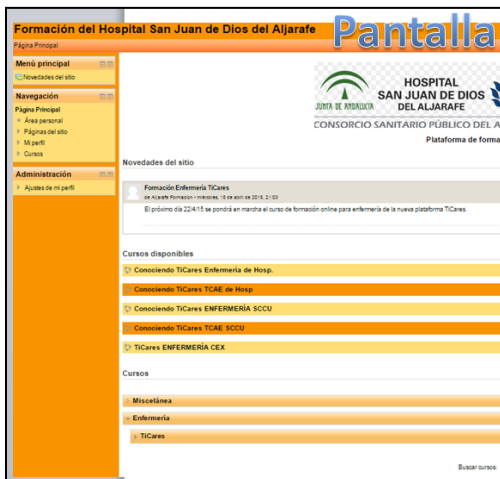 Formación del Hospital San Juan de Dios del Aljarafe
Pantalla
Página Principal
Menú principal
Novedades del sitio
Navegación
Página Principal
Área personal
Páginas del sitio
Mi perfil
Cursos
Administración
Ajustes de mi perfil
JUNTA DE ANDALUCIA
HOSPITAL
SAN JUAN DE DIOS
DEL ALJARAFE
CONSORCIO SANITARIO PÚBLICO DEL A
Plataforma de forma
Novedades del sitio
Formación Enfermería TiCares
de Aljarafe Formacion - miércoles, 15 de abril de 2015, 21:03
El próximo día 22/4/15 se pondrá en marcha el curso de formación online para enfermería de la nueva plataforma TiCares.
Cursos disponibles
Conociendo TiCares Enfermería de Hosp.
Conociendo TiCares TCAE de Hosp
Conociendo TiCares ENFERMERÍA SCCU
Conociendo TiCares TCAE SCCU
TiCares ENFERMERÍA CEX
Cursos
Miscelánea
Enfermería
TiCares
Buscar cursos: